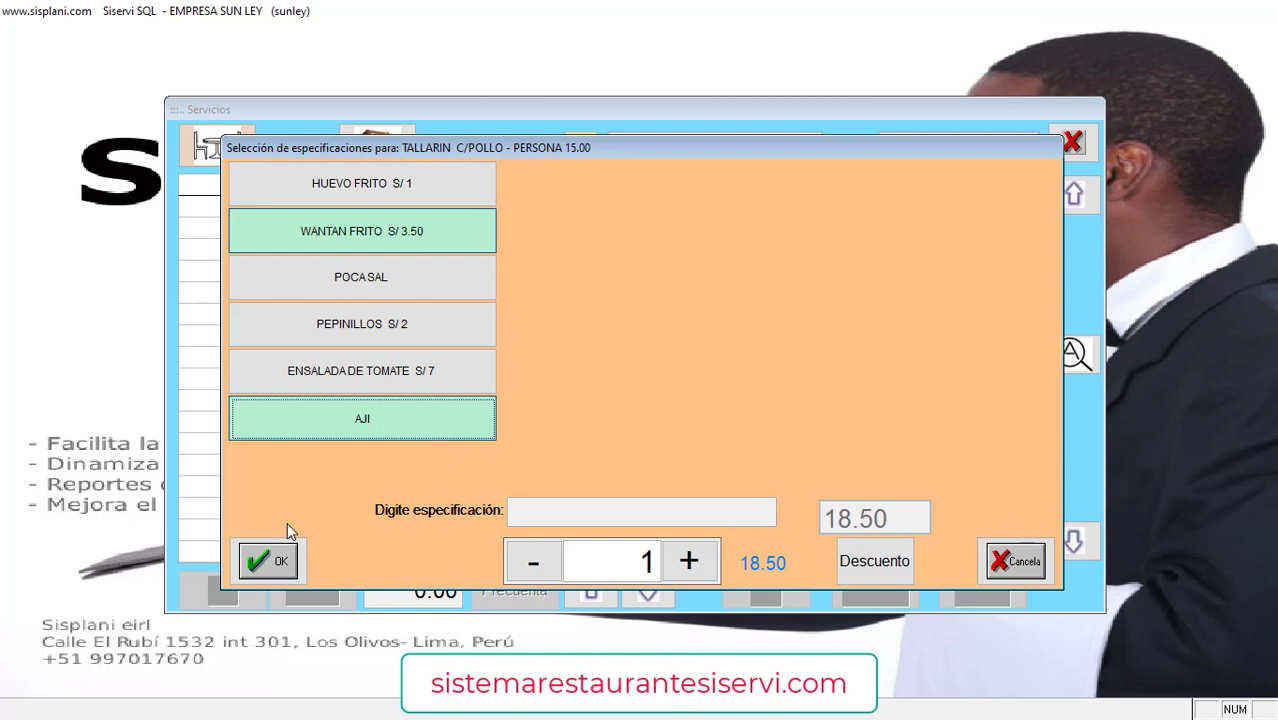 www.sisplani.com Siservi SQL - EMPRESA SUN LEY (sunley)
S
:::.. Servicios
Selección de especificaciones para: TALLARIN C/POLLO - PERSONA 15.00
HUEVO FRITO S/ 1
WANTAN FRITO S/ 3.50
POCA SAL
PEPINILLOS S/ 2
ENSALADA DE TOMATE S/ 7
AJI
- Facilita la
- Dinamiza
- Reportes
- Mejora el
Digite especificación:
18.50
OK
- 1 + 18.50
Descuento
Cancela
0.00
Frecuenta
Sisplani eirl
Calle El Rubí 1532 int 301, Los Olivos- Lima, Perú
+51 997017670
sistemarestaurantesiservi.com
NUM